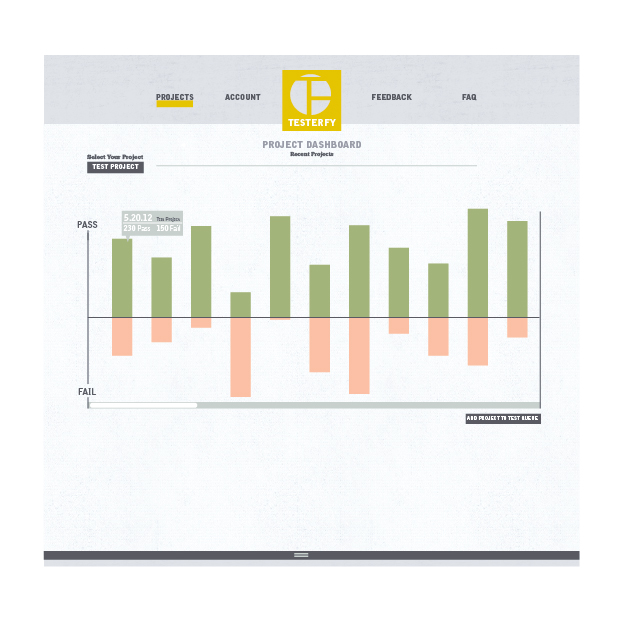 PROJECTS
ACCOUNT
TESTERFY
FEEDBACK
FAQ
PROJECT DASHBOARD
Recent Projects
Select Your Project
TEST PROJECT
PASS
5.20.12 Test Project
239 Pass 190 Fail
FAIL
ADD PROJECT TO TEST QUEUE